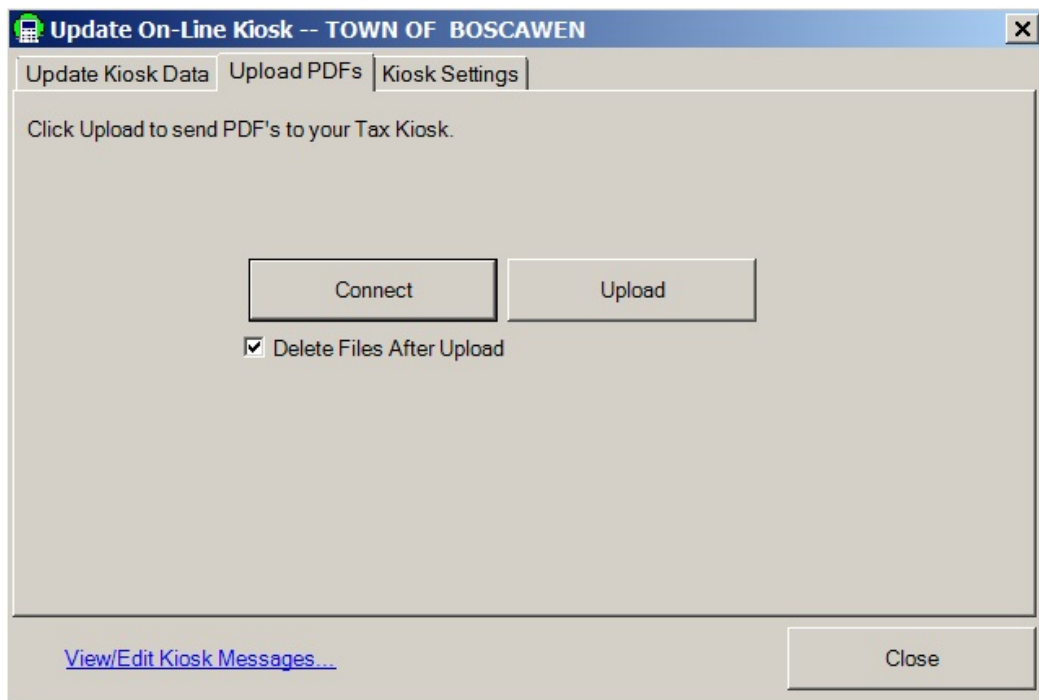 Update On-Line Kiosk -- TOWN OF  BOSCAWEN
Update Kiosk Data Upload PDFs Kiosk Settings
Click Upload to send PDF's to your Tax Kiosk.
Connect Upload
Delete Files After Upload
View/Edit Kiosk Messages... Close